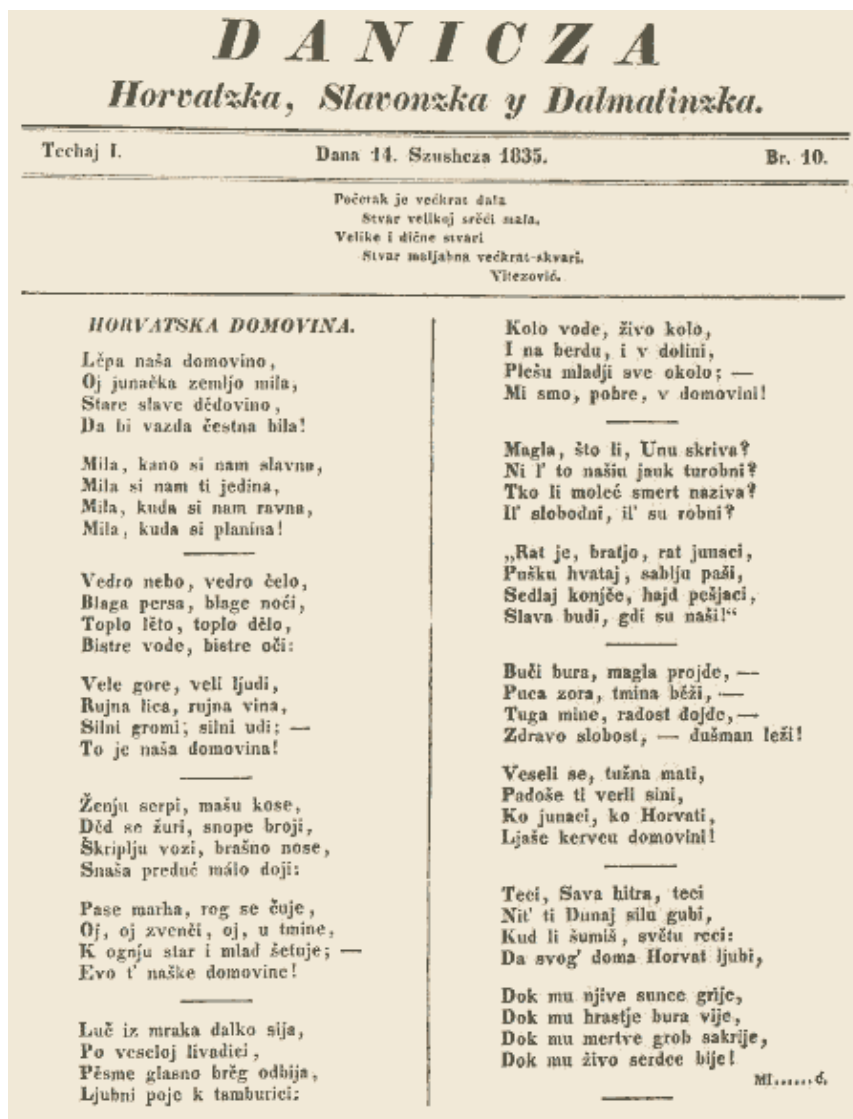 DANICZA
Horvatzka, Slavonzka y Dalmatinzka.
Techaj I. Dana 14. Szushcza 1835. Br. 10.
Početak je većkrat dala
Stvar velikoj srěći mala,
Velike i dične stvari
Stvar maljahna većkrat skvari.
Vitezović.
HORVATSKA DOMOVINA.
Lěpa naša domovino,
Oj junačka zemljo mila,
Stare slave dědovino,
Da bi vazda čestna bila!
Mila, kano si nam slavna,
Mila si nam ti jedina,
Mila, kuda si nam ravna,
Mila, kuda si planina!
Vedro nebo, vedro čelo,
Blaga persa, blage noći,
Toplo lěto, toplo dělo,
Bistre vode, bistre oči:
Vele gore, veli ljudi,
Rujna lica, rujna vina,
Silni gromi, silni udi; —
To je naša domovina!
Ženju serpi, mašu kose,
Děd se žuri, snope broji,
Škriplju vozi, brašno nose,
Snaša preduć málo doji:
Pase marha, rog se čuje,
Oj, oj zvenči, oj, u tmine,
K ognju star i mlad šetuje; —
Evo t' naške domovine!
Luč iz mraka dalko sija,
Po veseloj livadici,
Pěsme glasno brěg odbija,
Ljubni poje k tamburici:
Kolo vode, živo kolo,
I na berdu, i v dolini,
Plešu mladji sve okolo; —
Mi smo, pobre, v domovini!
Magla, što li, Unu skriva?
Ni l' to našiu jauk turobni?
Tko li moleć smert naziva?
Il' slobodni, il' su robni?
„Rat je, bratjo, rat junaci,
Pušku hvataj, sablju paši,
Sedlaj konjče, hajd pešjaci,
Slava budi, gdi su naši!“
Buči bura, magla projde, —
Puca zora, tmina běži, —
Tuga mine, radost dojde, —
Zdravo slobost, — dušman leži!
Veseli se, tužna mati,
Padoše ti verli sini,
Ko junaci, ko Horvati,
Ljaše kervcu domovini!
Teci, Sava hitra, teci
Nit' ti Dunaj silu gubi,
Kud li šumiš, světu reci:
Da svog' doma Horvat ljubi,
Dok mu njive sunce grije,
Dok mu hrastje bura vije,
Dok mu mertve grob sakrije,
Dok mu živo serdce bije!
MI......ć.